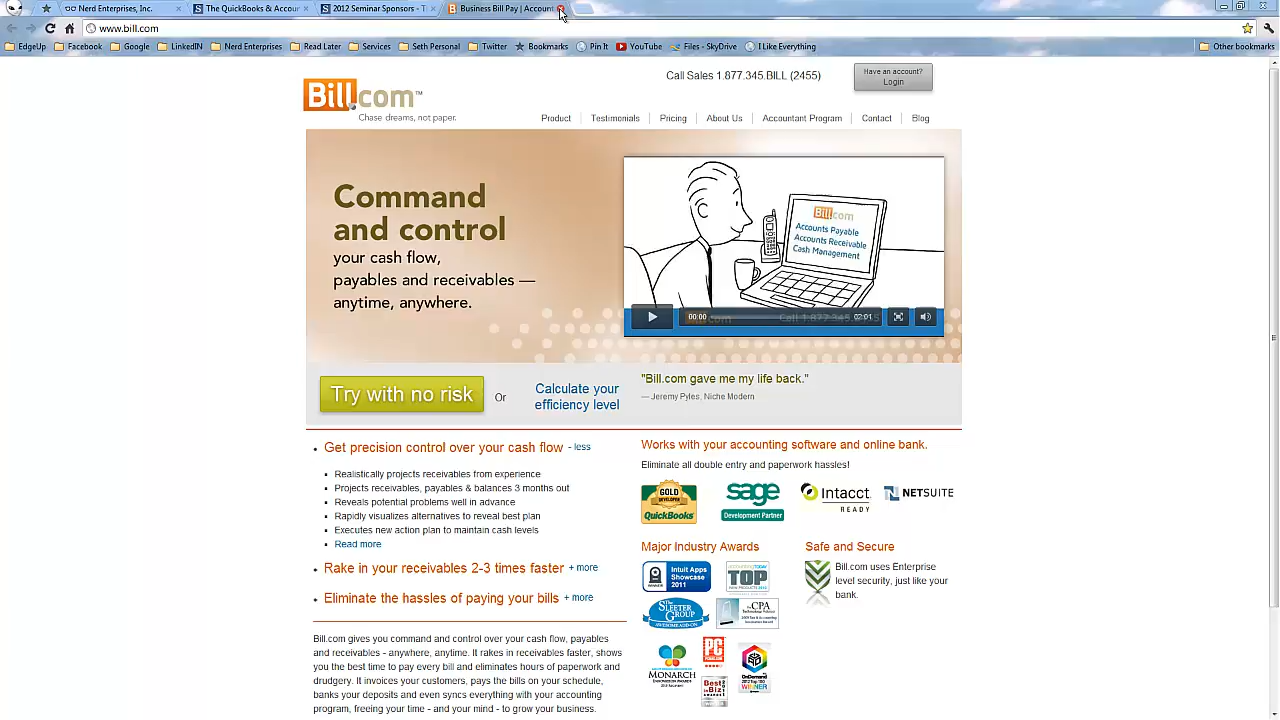 Nerd Enterprises, Inc.
The QuickBooks & Accoun
2012 Seminar Sponsors - T
Business Bill Pay | Account
www.bill.com
EdgeUp
Facebook
Google
LinkedIN
Nerd Enterprises
Read Later
Services
Seth Personal
Twitter
Bookmarks
Pin It
YouTube
Files - SkyDrive
I Like Everything
Other bookmarks
Bill.com™
Chase dreams, not paper.
Call Sales 1.877.345.BILL (2455)
Have an account?
Login
Product
Testimonials
Pricing
About Us
Accountant Program
Contact
Blog
Command
and control
your cash flow,
payables and receivables —
anytime, anywhere.
Bill.com
Accounts Payable
Accounts Receivable
Cash Management
00:00
02:01
Try with no risk
Or
Calculate your
efficiency level
"Bill.com gave me my life back."
— Jeremy Pyles, Niche Modern
Get precision control over your cash flow - less
Realistically projects receivables from experience
Projects receivables, payables & balances 3 months out
Reveals potential problems well in advance
Rapidly visualizes alternatives to reveal best plan
Executes new action plan to maintain cash levels
Read more
Rake in your receivables 2-3 times faster + more
Eliminate the hassles of paying your bills + more
Bill.com gives you command and control over your cash flow, payables
and receivables - anywhere, anytime. It rakes in receivables faster, shows
you the best time to pay every bill and eliminates hours of paperwork and
drudgery. It invoices your customers, pays the bills on your schedule,
banks your deposits and even syncs everything with your accounting
program, freeing your time - and your mind - to grow your business.
Works with your accounting software and online bank.
Eliminate all double entry and paperwork hassles!
GOLD
DEVELOPER
QuickBooks
sage
Development Partner
Intacct
READY
NETSUITE
Major Industry Awards
Intuit Apps
Showcase
2011
TOP
THE
SLEETER
GROUP
AWESOME ADD-ON
CPA
MONARCH
PC
Best
in Biz
AWARDS
OnDemand
WINNER
Safe and Secure
Bill.com uses Enterprise
level security, just like your
bank.